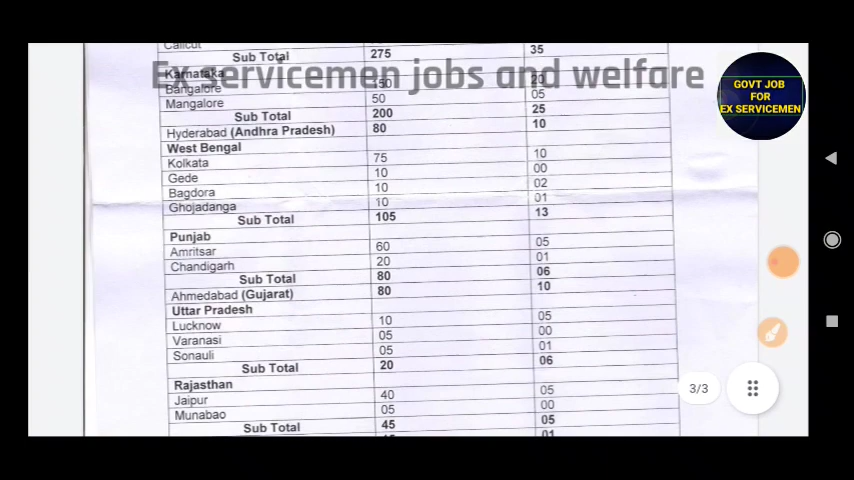 Calicut
Sub Total 275 35
Ex-servicemen jobs and welfare
Karnataka
Bangalore 150 20
Mangalore 50 05
Sub Total 200 25
Hyderabad (Andhra Pradesh) 80 10
West Bengal
Kolkata 75 10
Gede 10 00
Bagdora 10 02
Ghojadanga 10 01
Sub Total 105 13
Punjab
Amritsar 60 05
Chandigarh 20 01
Sub Total 80 06
Ahmedabad (Gujarat) 80 10
Uttar Pradesh
Lucknow 10 05
Varanasi 05 00
Sonauli 05 01
Sub Total 20 06
Rajasthan
Jaipur 40 05
Munabao 05 00
Sub Total 45 05
01
GOVT JOB
FOR
EX SERVICEMEN
3/3